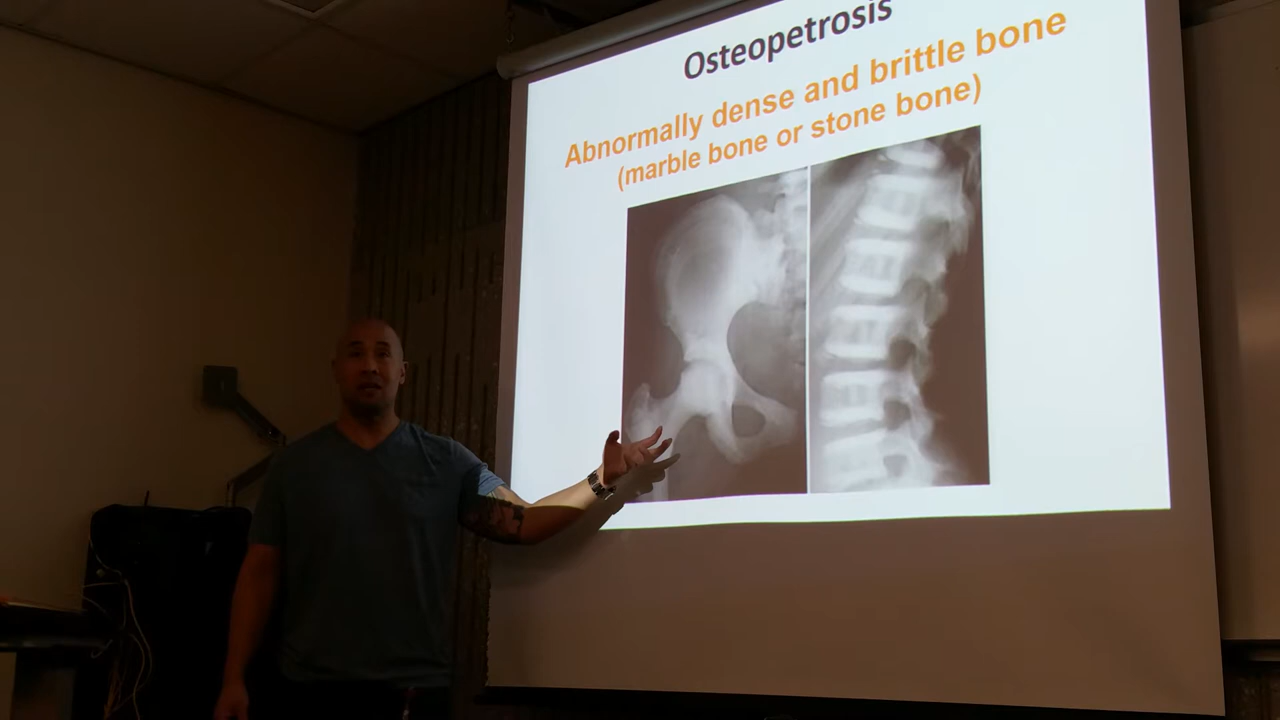 Osteopetrosis
Abnormally dense and brittle bone
(marble bone or stone bone)